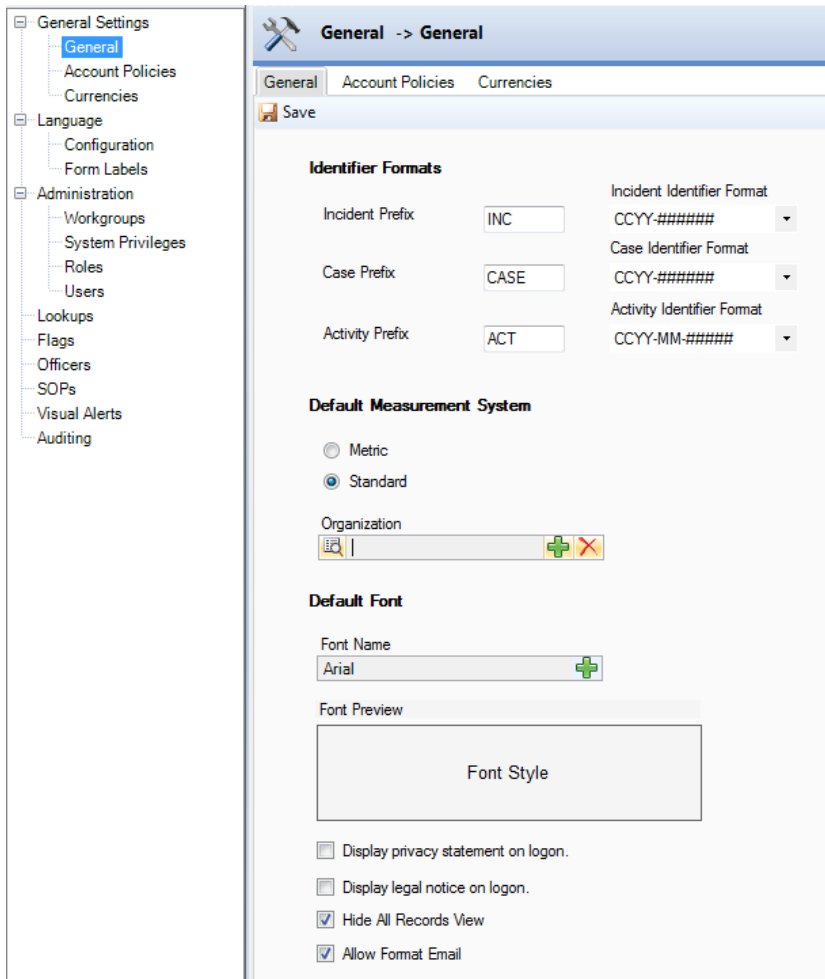 General Settings
General
Account Policies
Currencies
Language
Configuration
Form Labels
Administration
Workgroups
System Privileges
Roles
Users
Lookups
Flags
Officers
SOPs
Visual Alerts
Auditing
General -> General
General Account Policies Currencies
Save
Identifier Formats
Incident Identifier Format
Incident Prefix INC CCYY-######
Case Identifier Format
Case Prefix CASE CCYY-######
Activity Identifier Format
Activity Prefix ACT CCYY-MM-#####
Default Measurement System
Metric
Standard
Organization
Default Font
Font Name
Arial
Font Preview
Font Style
Display privacy statement on logon.
Display legal notice on logon.
Hide All Records View
Allow Format Email